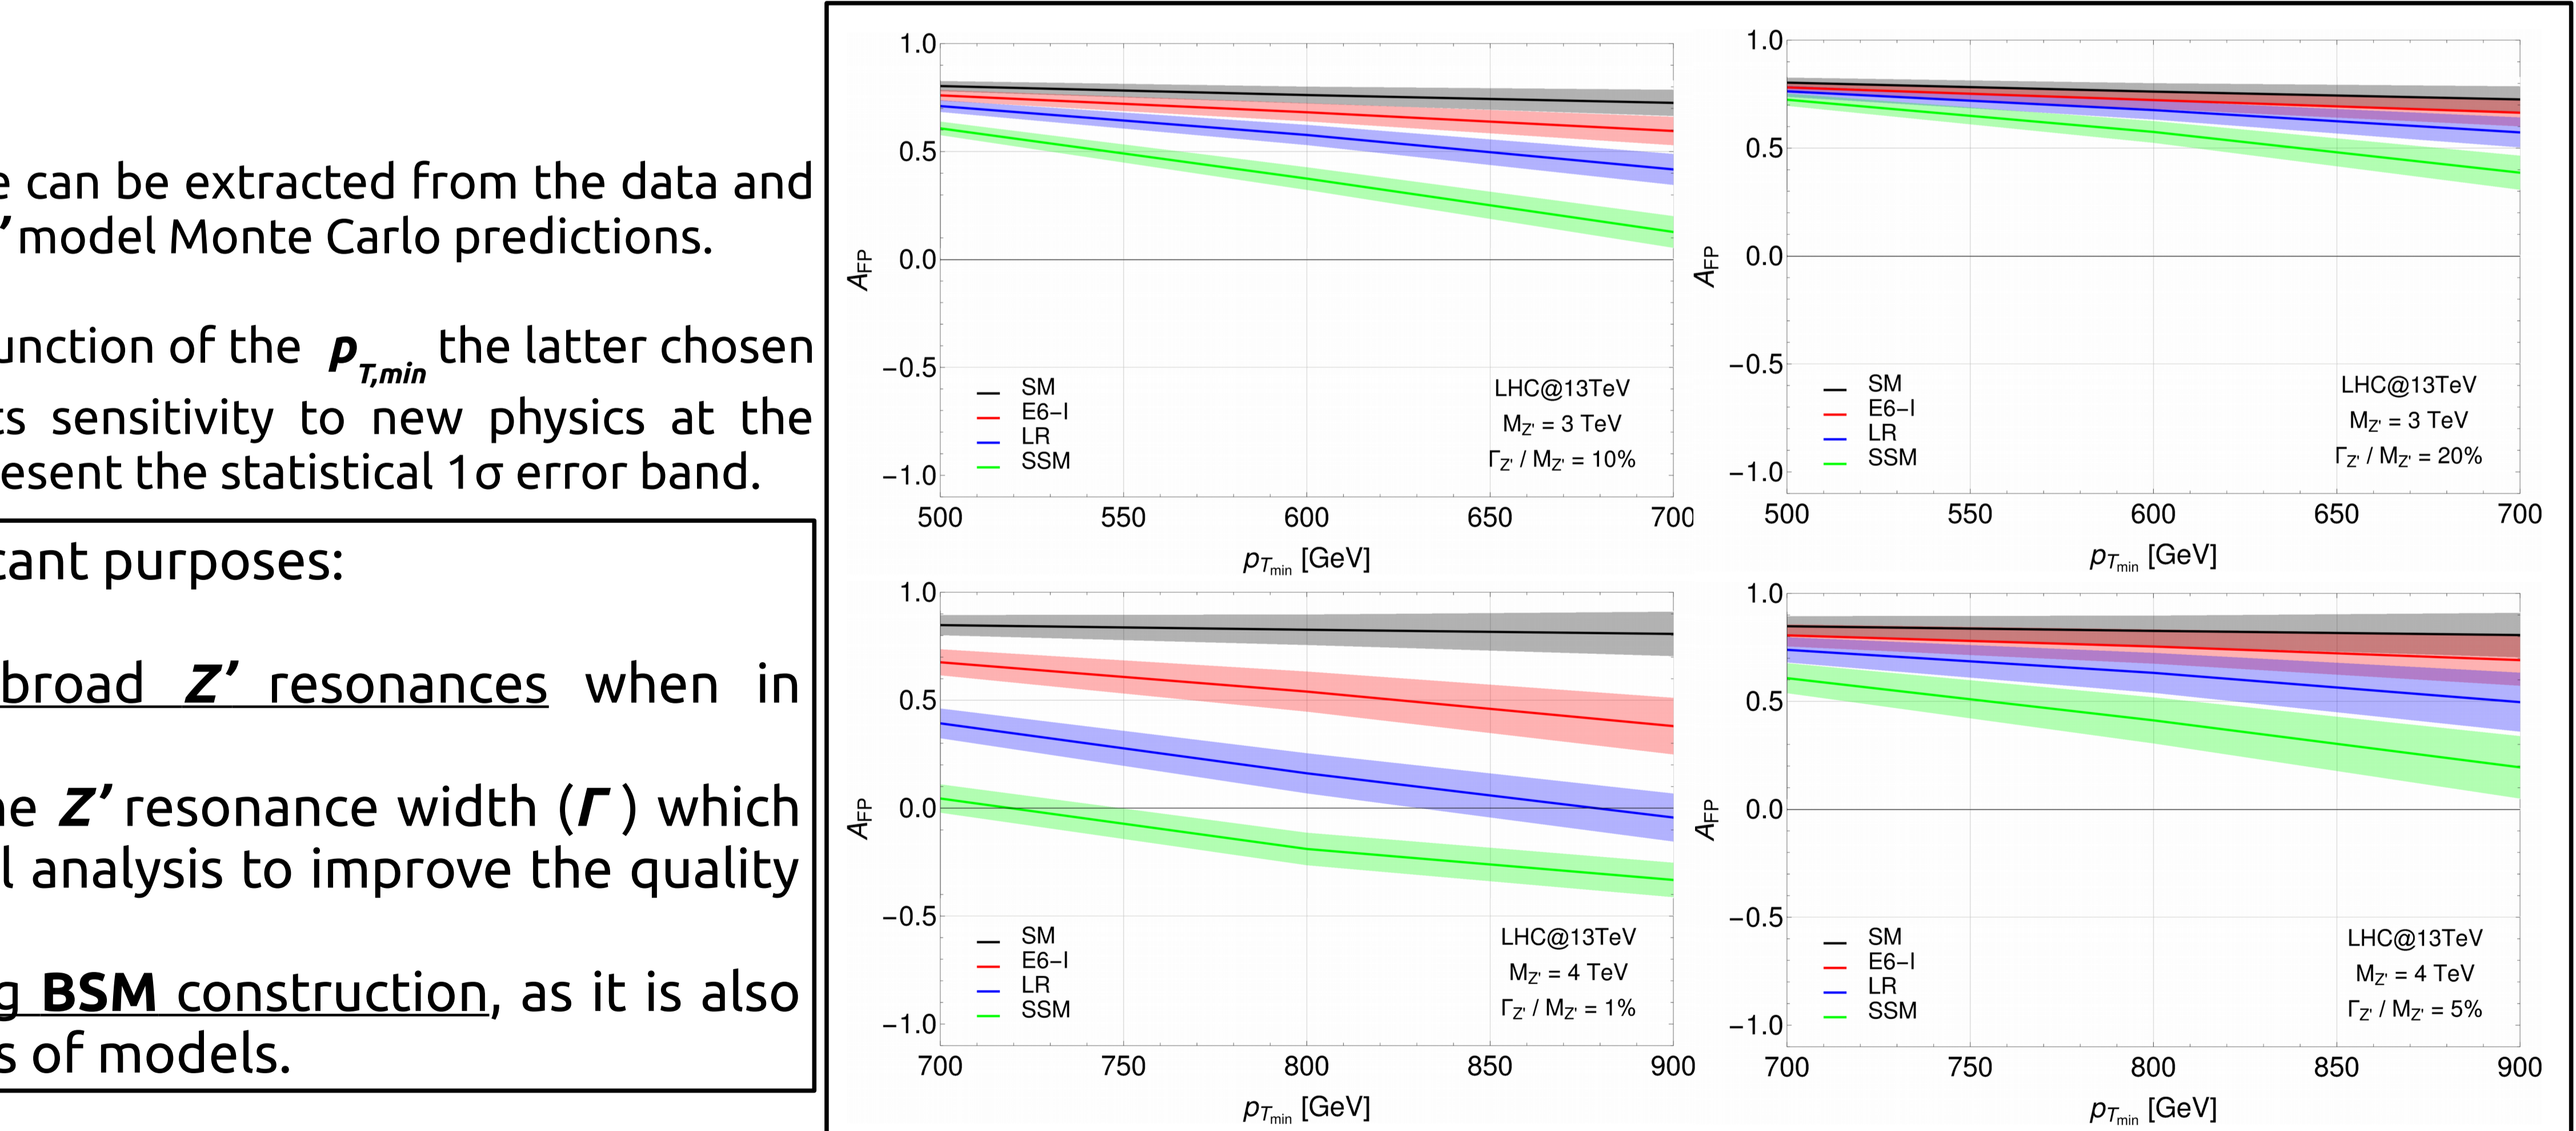 e can be extracted from the data and
’ model Monte Carlo predictions.
unction of the p_T,min the latter chosen
ts sensitivity to new physics at the
esent the statistical 1σ error band.
cant purposes:
broad Z’ resonances when in
ne Z’ resonance width (Γ ) which
l analysis to improve the quality
g BSM construction, as it is also
s of models.
1.0
0.5
0.0
−0.5
−1.0
A_FP
SM
E6−I
LR
SSM
LHC@13TeV
M_Z' = 3 TeV
Γ_Z' / M_Z' = 10%
500 550 600 650 700
p_Tmin [GeV]
1.0
0.5
0.0
−0.5
−1.0
A_FP
SM
E6−I
LR
SSM
LHC@13TeV
M_Z' = 3 TeV
Γ_Z' / M_Z' = 20%
500 550 600 650 700
p_Tmin [GeV]
1.0
0.5
0.0
−0.5
−1.0
A_FP
SM
E6−I
LR
SSM
LHC@13TeV
M_Z' = 4 TeV
Γ_Z' / M_Z' = 1%
700 750 800 850 900
p_Tmin [GeV]
1.0
0.5
0.0
−0.5
−1.0
A_FP
SM
E6−I
LR
SSM
LHC@13TeV
M_Z' = 4 TeV
Γ_Z' / M_Z' = 5%
700 750 800 850 900
p_Tmin [GeV]